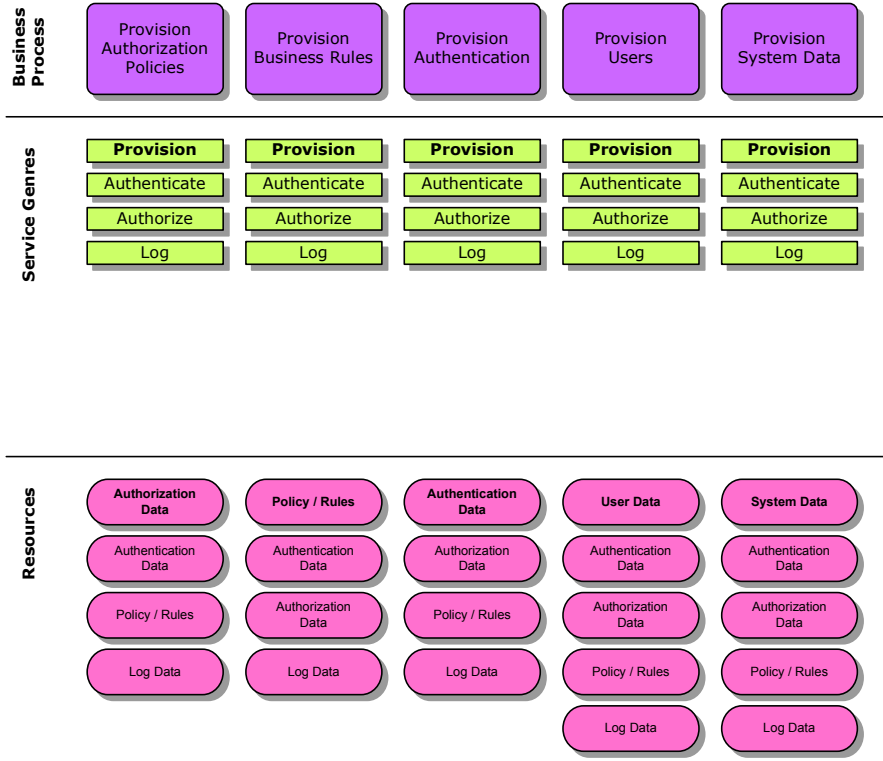 Business
Process
Provision
Authorization
Policies
Provision
Business Rules
Provision
Authentication
Provision
Users
Provision
System Data
Service Genres
Provision
Provision
Provision
Provision
Provision
Authenticate
Authenticate
Authenticate
Authenticate
Authenticate
Authorize
Authorize
Authorize
Authorize
Authorize
Log
Log
Log
Log
Log
Resources
Authorization
Data
Policy / Rules
Authentication
Data
User Data
System Data
Authentication
Data
Authentication
Data
Authorization
Data
Authentication
Data
Authentication
Data
Policy / Rules
Authorization
Data
Policy / Rules
Authorization
Data
Authorization
Data
Log Data
Log Data
Log Data
Policy / Rules
Policy / Rules
Log Data
Log Data